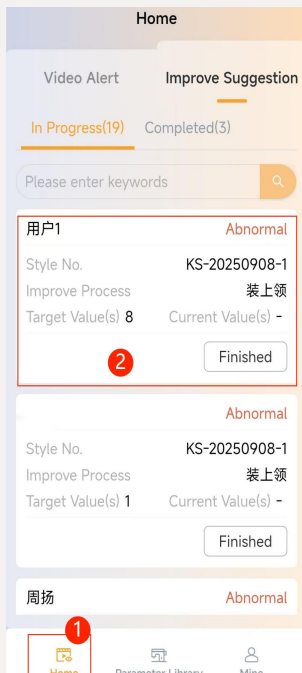 Home
Video Alert Improve Suggestion
In Progress(19) Completed(3)
Please enter keywords
用户1 Abnormal
Style No. KS-20250908-1
Improve Process 装上领
Target Value(s) 8 Current Value(s) -
2
Finished
Abnormal
Style No. KS-20250908-1
Improve Process 装上领
Target Value(s) 1 Current Value(s) -
Finished
周扬 Abnormal
1
Home Parameter Library Mine